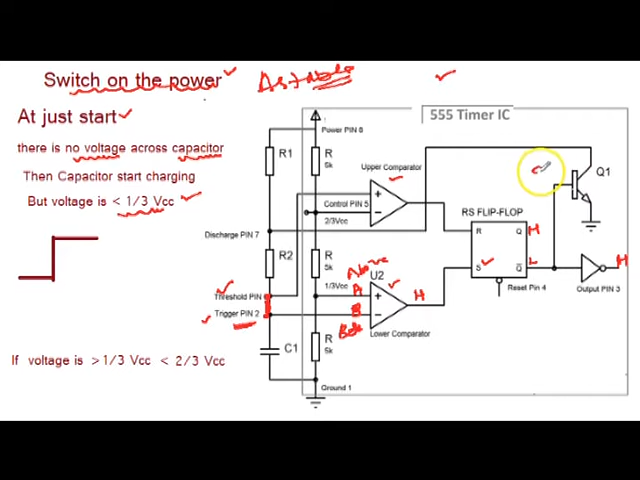 Switch on the power
Astable
At just start
there is no voltage across capacitor
Then Capacitor start charging
But voltage is < 1/3 Vcc
If voltage is >1/3 Vcc < 2/3 Vcc
555 Timer IC
Power PIN 8
R1
R
5k
Upper Comparator
Q1
+
Control PIN 5
-
2/3Vcc
RS FLIP-FLOP
R
Q
H
Discharge PIN 7
R2
R
5k
Above
U2
S
Q
L
H
1/3Vcc
A
+
H
Threshold PIN
Trigger PIN 2
B
-
Reset Pin 4
Output PIN 3
Lower Comparator
C1
R
5k
Ground 1